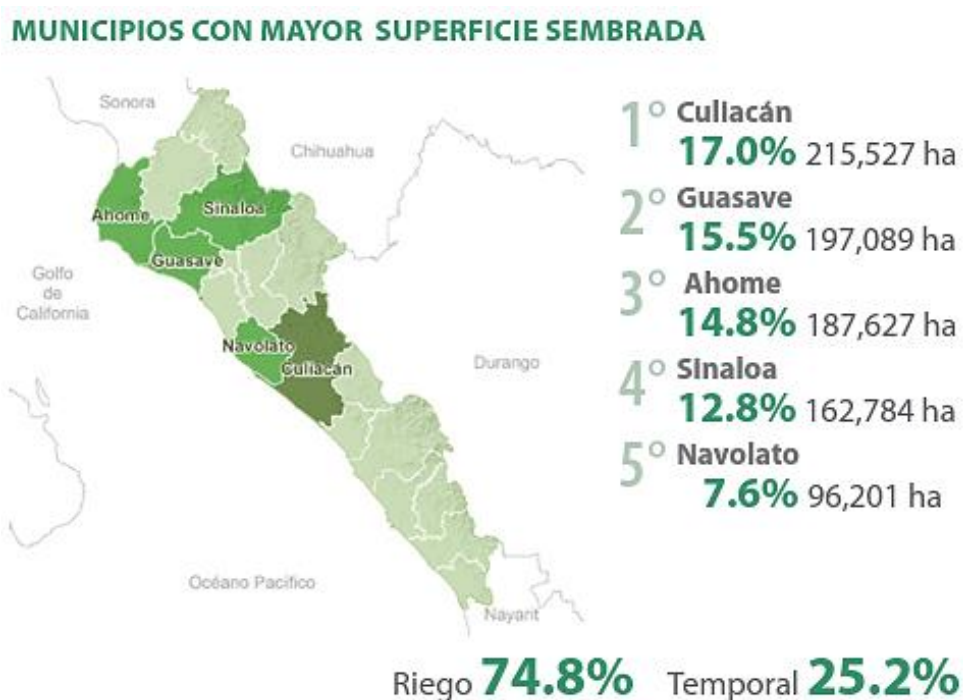 MUNICIPIOS CON MAYOR SUPERFICIE SEMBRADA
Sonora
Chihuahua
Ahome
Sinaloa
Guasave
Golfo
de
California
Navolato
Culiacán
Durango
Océano Pacífico
Nayarit
1° Culiacán
17.0% 215,527 ha
2° Guasave
15.5% 197,089 ha
3° Ahome
14.8% 187,627 ha
4° Sinaloa
12.8% 162,784 ha
5° Navolato
7.6% 96,201 ha
Riego 74.8% Temporal 25.2%